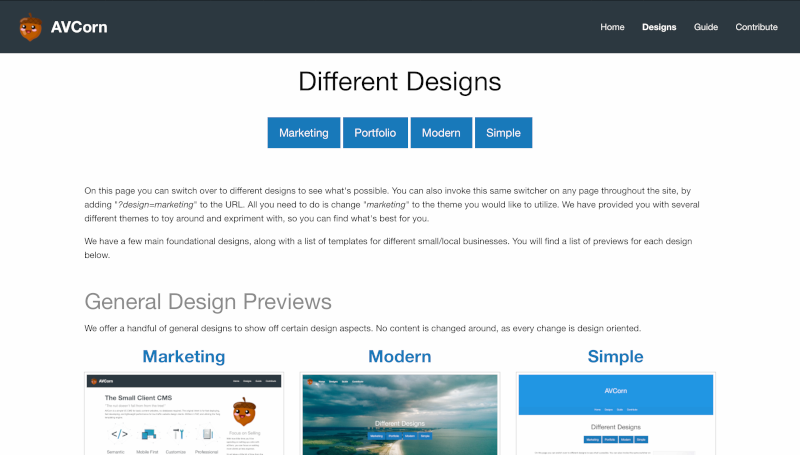 AVCorn
Home Designs Guide Contribute
Different Designs
Marketing Portfolio Modern Simple
On this page you can switch over to different designs to see what's possible. You can also invoke this same switcher on any page throughout the site, by
adding "?design=marketing" to the URL. All you need to do is change "marketing" to the theme you would like to utilize. We have provided you with several
different themes to toy around and expriment with, so you can find what's best for you.
We have a few main foundational designs, along with a list of templates for different small/local businesses. You will find a list of previews for each design
below.
General Design Previews
We offer a handful of general designs to show off certain design aspects. No content is changed around, as every change is design oriented.
Marketing Modern Simple
AVCorn
The Small Client CMS
Focus on Selling
Semantic Mobile First Customize Professional
Different Designs
Marketing Portfolio Modern Simple
AVCorn
Different Designs
Marketing Portfolio Modern Simple